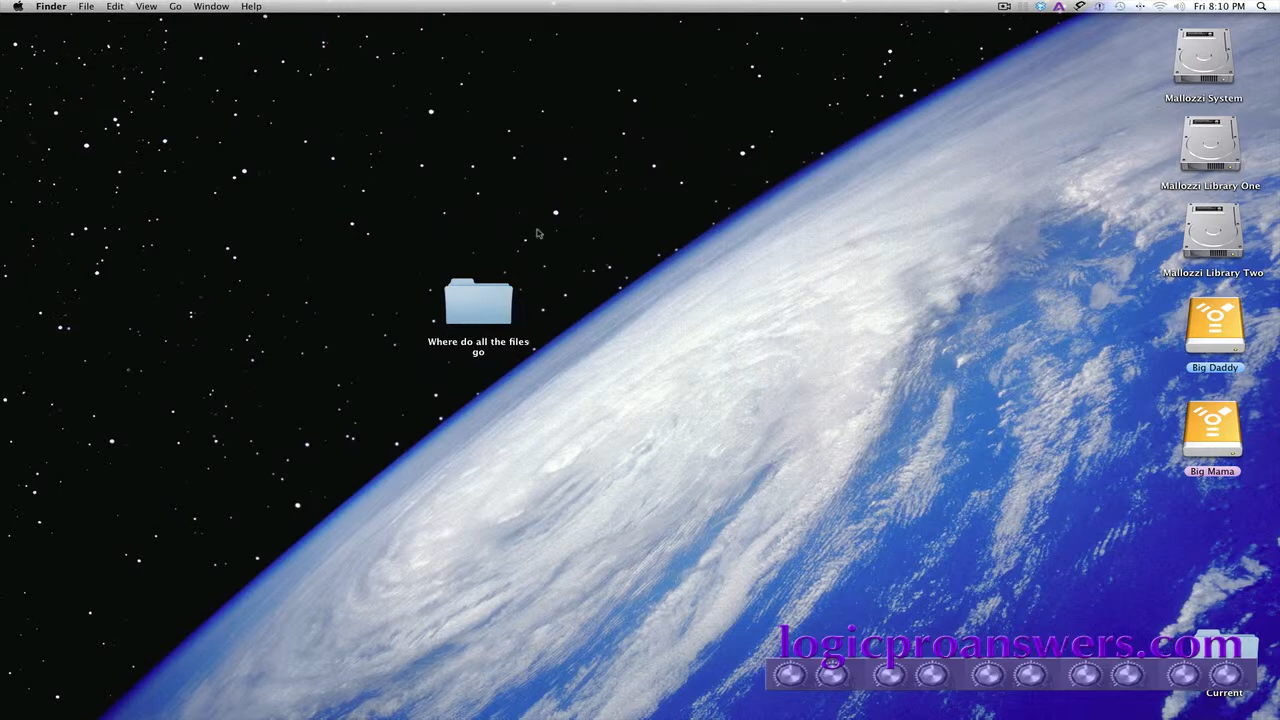 Finder File Edit View Go Window Help Fri 8:10 PM
Mallozzi System
Mallozzi Library One
Mallozzi Library Two
Where do all the files
go
Big Daddy
Big Mama
logicproanswers.com
Current